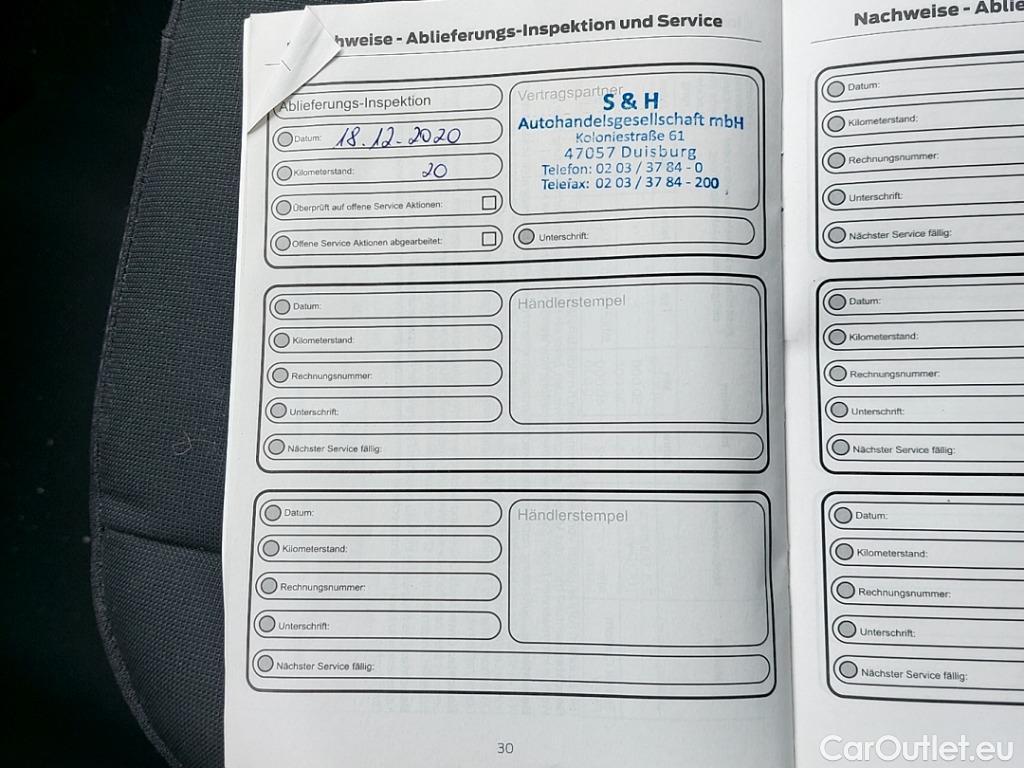 hweise - Ablieferungs-Inspektion und Service
Ablieferungs-Inspektion
Datum: 18.12.2020
Kilometerstand: 20
Überprüft auf offene Service Aktionen:
Offene Service Aktionen abgearbeitet:
Vertragspartner
S & H
Autohandelsgesellschaft mbH
Koloniestraße 61
47057 Duisburg
Telefon: 02 03 / 37 84 - 0
Telefax: 02 03 / 37 84 - 200
Unterschrift:
Datum:
Kilometerstand:
Rechnungsnummer:
Unterschrift:
Nächster Service fällig:
Händlerstempel
Datum:
Kilometerstand:
Rechnungsnummer:
Unterschrift:
Nächster Service fällig:
Händlerstempel
30
Nachweise - Ablie
Datum:
Kilometerstand:
Rechnungsnummer:
Unterschrift:
Nächster Service fällig:
Datum:
Kilometerstand:
Rechnungsnummer:
Unterschrift:
Nächster Service fällig:
Datum:
Kilometerstand:
Rechnungsnummer:
Unterschrift:
Nächster Service fällig:
CarOutlet.eu